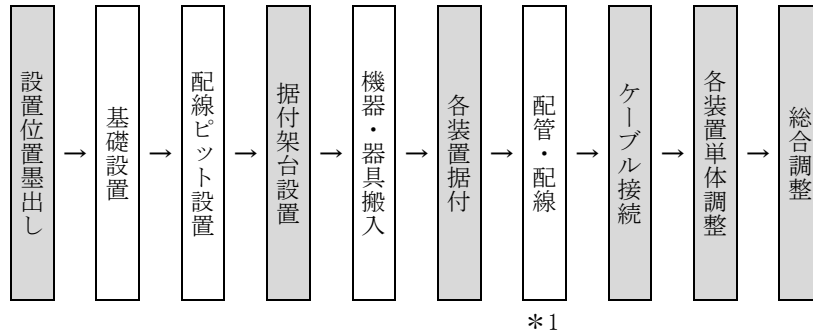 設置位置墨出し
→
基礎設置
→
配線ピット設置
→
据付架台設置
→
機器・器具搬入
→
各装置据付
→
配管・配線
→
ケーブル接続
→
各装置単体調整
→
総合調整
＊1